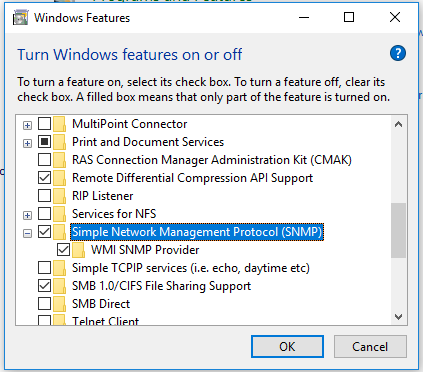 Windows Features
Turn Windows features on or off
To turn a feature on, select its check box. To turn a feature off, clear its
check box. A filled box means that only part of the feature is turned on.
MultiPoint Connector
Print and Document Services
RAS Connection Manager Administration Kit (CMAK)
Remote Differential Compression API Support
RIP Listener
Services for NFS
Simple Network Management Protocol (SNMP)
WMI SNMP Provider
Simple TCPIP services (i.e. echo, daytime etc)
SMB 1.0/CIFS File Sharing Support
SMB Direct
Telnet Client
OK Cancel